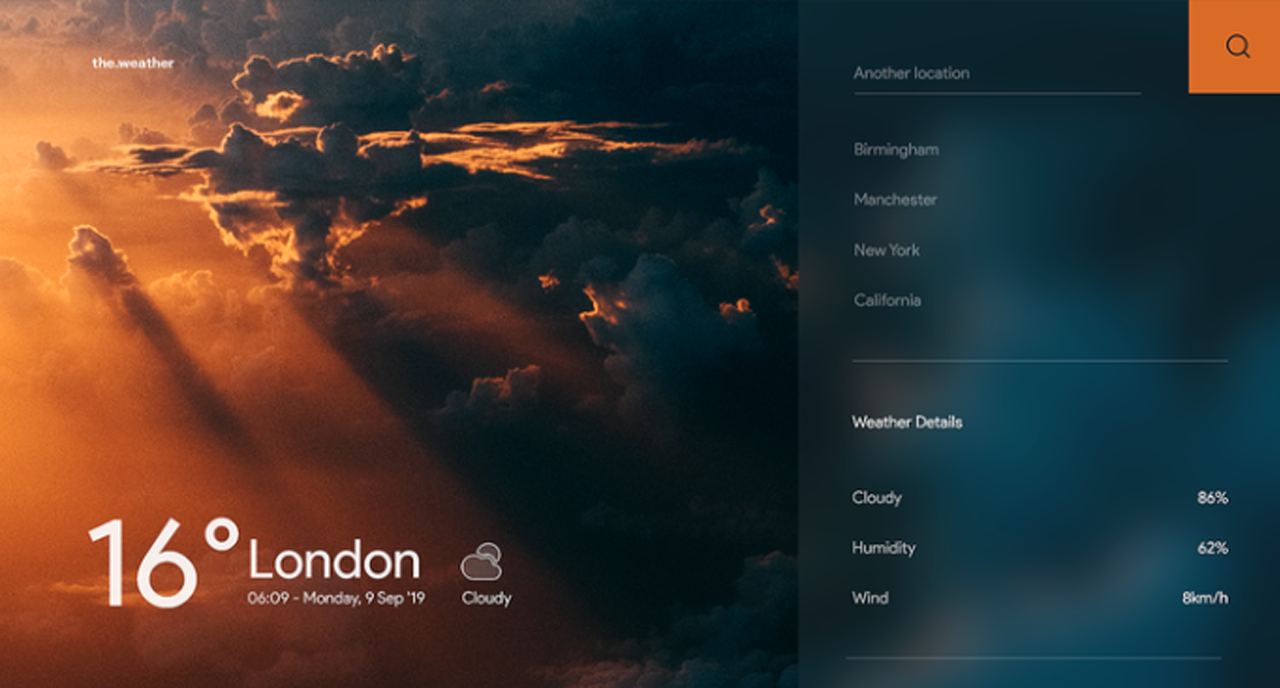 the.weather
16°
London
06:09 - Monday, 9 Sep '19
Cloudy
Another location
Birmingham
Manchester
New York
California
Weather Details
Cloudy 86%
Humidity 62%
Wind 8km/h